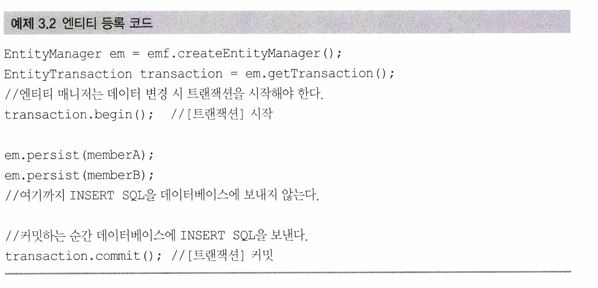 예제 3.2 엔티티 등록 코드
EntityManager em = emf.createEntityManager();
EntityTransaction transaction = em.getTransaction();
//엔티티 매니저는 데이터 변경 시 트랜잭션을 시작해야 한다.
transaction.begin(); //[트랜잭션] 시작
em.persist(memberA);
em.persist(memberB);
//여기까지 INSERT SQL을 데이터베이스에 보내지 않는다.
//커밋하는 순간 데이터베이스에 INSERT SQL을 보낸다.
transaction.commit(); //[트랜잭션] 커밋